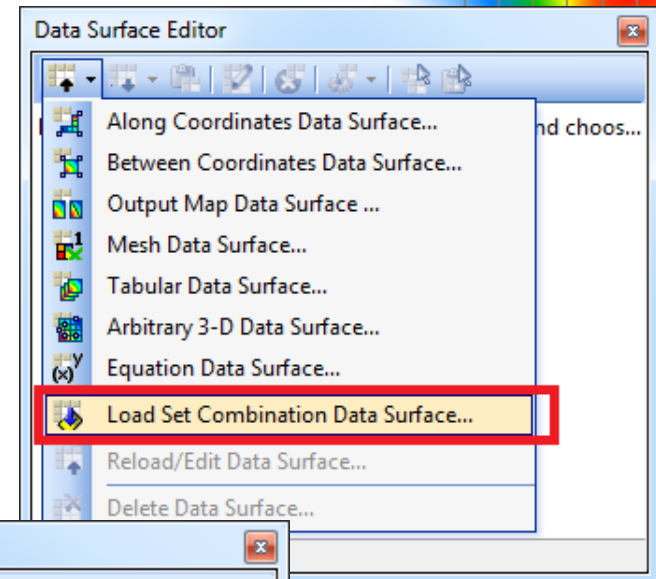 Data Surface Editor
nd choos...
Along Coordinates Data Surface...
Between Coordinates Data Surface...
Output Map Data Surface ...
Mesh Data Surface...
Tabular Data Surface...
Arbitrary 3-D Data Surface...
Equation Data Surface...
Load Set Combination Data Surface...
Reload/Edit Data Surface...
Delete Data Surface...